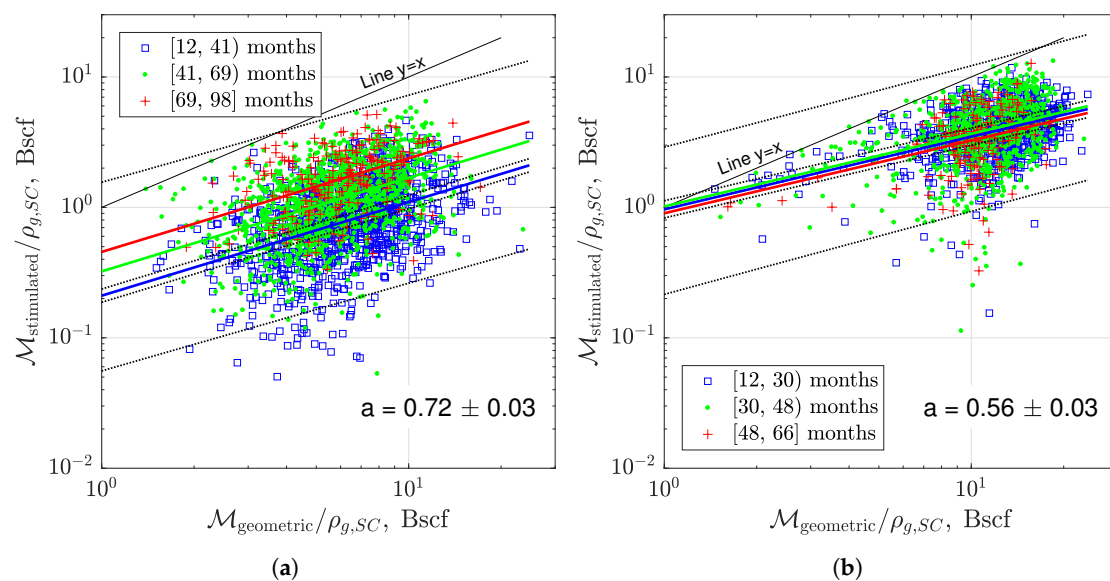 [12, 41) months
[41, 69) months
[69, 98] months
Line y=x
10^1
10^0
10^-1
10^-2
10^0
10^1
a = 0.72 ± 0.03
M_stimulated/ρ_g,SC, Bscf
M_geometric/ρ_g,SC, Bscf
(a)
Line y=x
10^1
10^0
10^-1
10^-2
10^0
10^1
[12, 30) months
[30, 48) months
[48, 66] months
a = 0.56 ± 0.03
M_stimulated/ρ_g,SC, Bscf
M_geometric/ρ_g,SC, Bscf
(b)